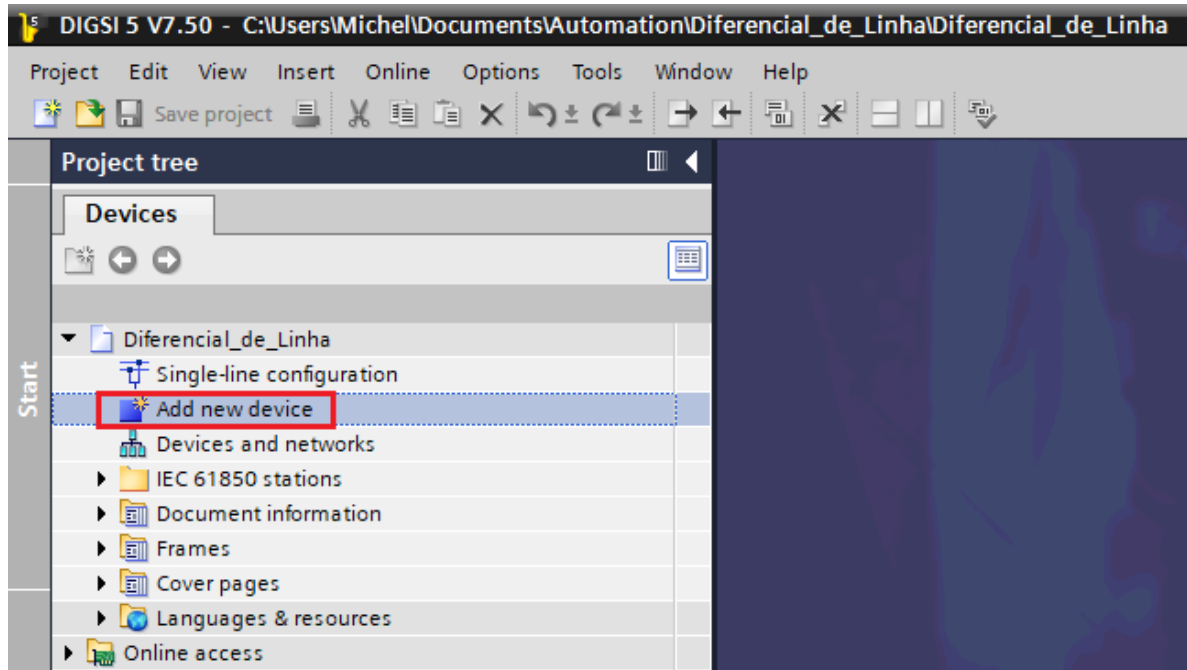 DIGSI 5 V7.50 - C:\Users\Michel\Documents\Automation\Diferencial_de_Linha\Diferencial_de_Linha
Project Edit View Insert Online Options Tools Window Help
Save project
Project tree
Devices
Start
Diferencial_de_Linha
Single-line configuration
Add new device
Devices and networks
IEC 61850 stations
Document information
Frames
Cover pages
Languages & resources
Online access